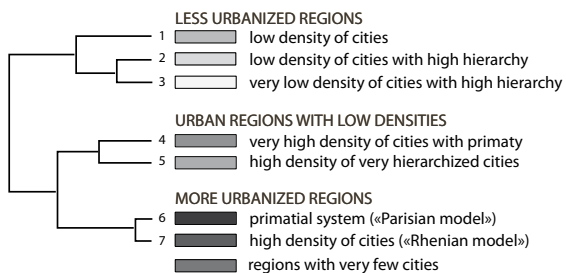 LESS URBANIZED REGIONS
1 low density of cities
2 low density of cities with high hierarchy
3 very low density of cities with high hierarchy
URBAN REGIONS WITH LOW DENSITIES
4 very high density of cities with primaty
5 high density of very hierarchized cities
MORE URBANIZED REGIONS
6 primatial system («Parisian model»)
7 high density of cities («Rhenian model»)
regions with very few cities